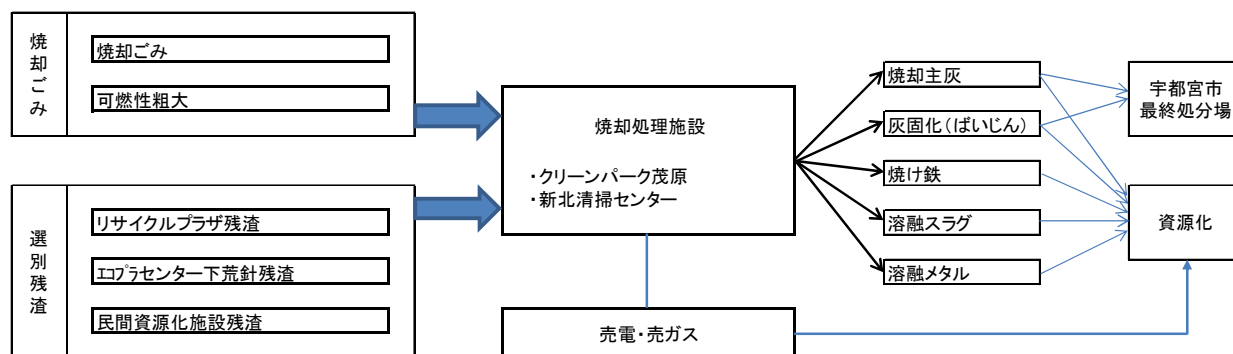 焼却ごみ
焼却ごみ
可燃性粗大
選別残渣
リサイクルプラザ残渣
エコプラセンター下荒針残渣
民間資源化施設残渣
焼却処理施設
・クリーンパーク茂原
・新北清掃センター
売電・売ガス
焼却主灰
灰固化（ばいじん）
焼け鉄
溶融スラグ
溶融メタル
宇都宮市
最終処分場
資源化